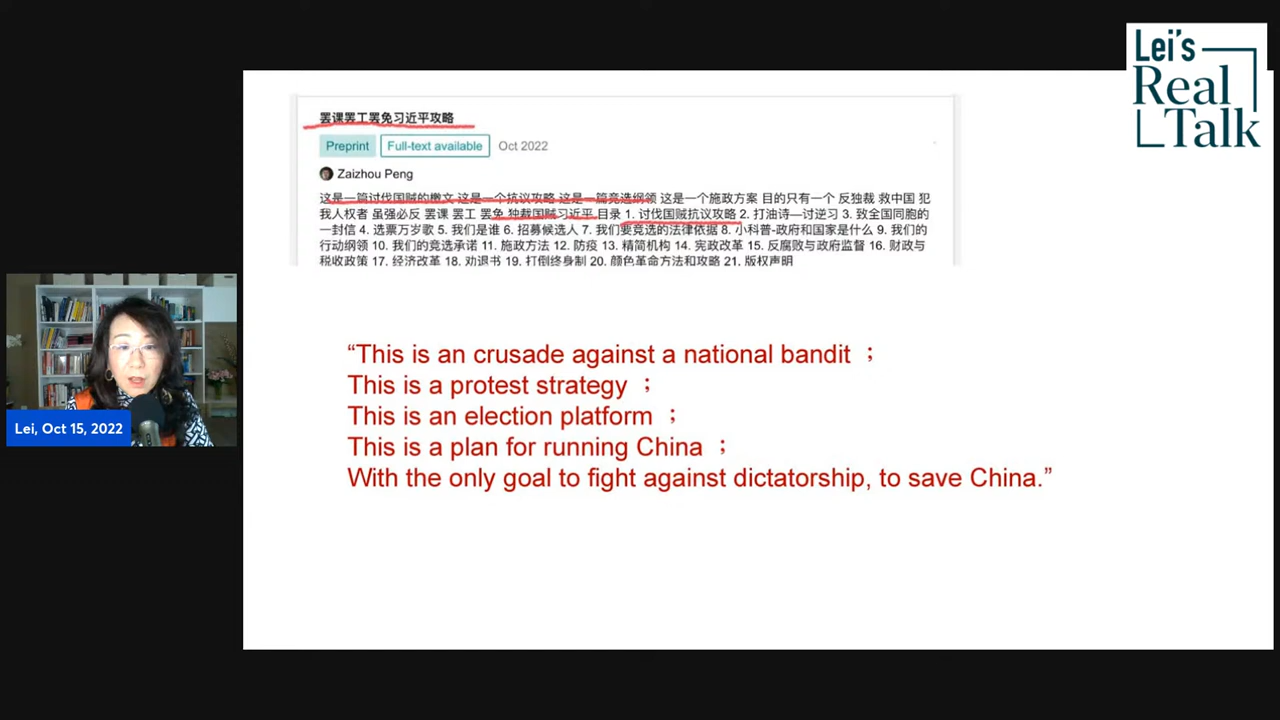 Lei's
Real
Talk
罢课罢工罢免习近平攻略
Preprint Full-text available Oct 2022
Zaizhou Peng
这是一篇讨伐国贼的檄文 这是一个抗议攻略 这是一篇竞选纲领 这是一个施政方案 目的只有一个 反独裁 救中国 犯
我人权者 虽强必反 罢课 罢工 罢免 独裁国贼习近平 目录 1. 讨伐国贼抗议攻略 2. 打油诗—讨逆习 3. 致全国同胞的
一封信 4. 选票万岁歌 5. 我们是谁 6. 招募候选人 7. 我们要竞选的法律依据 8. 小科普-政府和国家是什么 9. 我们的
行动纲领 10. 我们的竞选承诺 11. 施政方法 12. 防疫 13. 精简机构 14. 宪政改革 15. 反腐败与政府监督 16. 财政与
税收政策 17. 经济改革 18. 劝退书 19. 打倒终身制 20. 颜色革命方法和攻略 21. 版权声明
“This is an crusade against a national bandit ；
This is a protest strategy ；
This is an election platform ；
This is a plan for running China ；
With the only goal to fight against dictatorship, to save China.”
Lei, Oct 15, 2022